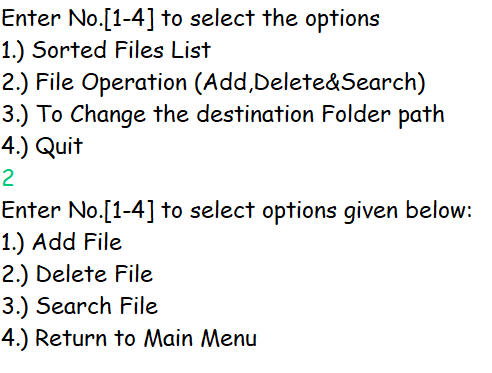 Enter No.[1-4] to select the options
1.) Sorted Files List
2.) File Operation (Add,Delete&Search)
3.) To Change the destination Folder path
4.) Quit
2
Enter No.[1-4] to select options given below:
1.) Add File
2.) Delete File
3.) Search File
4.) Return to Main Menu